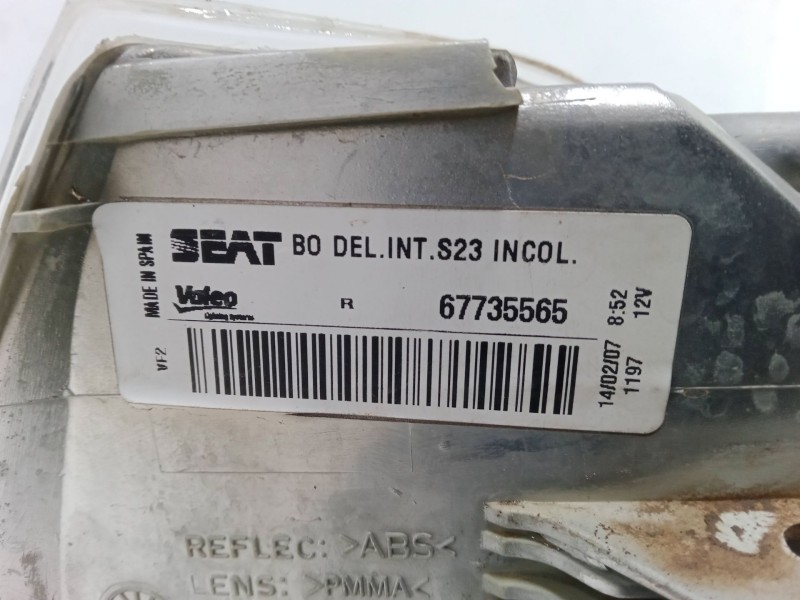 SEAT BO DEL.INT.S23 INCOL.
MADE IN SPAIN
Valeo
Lighting Systems
R 67735565
VF2
14/02/07 8:52
1197 12V
REFLEC: >ABS<
LENS: >PMMA<